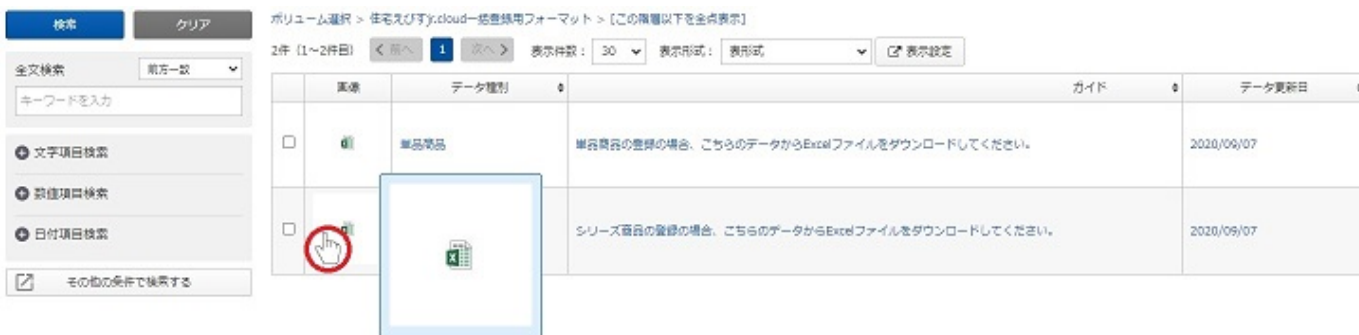 検索
クリア
全文検索
前方一致
キーワードを入力
文字項目検索
数値項目検索
日付項目検索
その他の条件で検索する
ボリューム選択 > 住宅えびすjr.cloud一括登録用フォーマット > [この階層以下を全点表示]
2件 (1～2件目) 前へ 1 次へ 表示件数： 30 表示形式： 表形式 表示設定
画像 データ種別 ガイド データ更新日
単品商品 単品商品の登録の場合、こちらのデータからExcelファイルをダウンロードしてください。 2020/09/07
シリーズ商品の登録の場合、こちらのデータからExcelファイルをダウンロードしてください。 2020/09/07